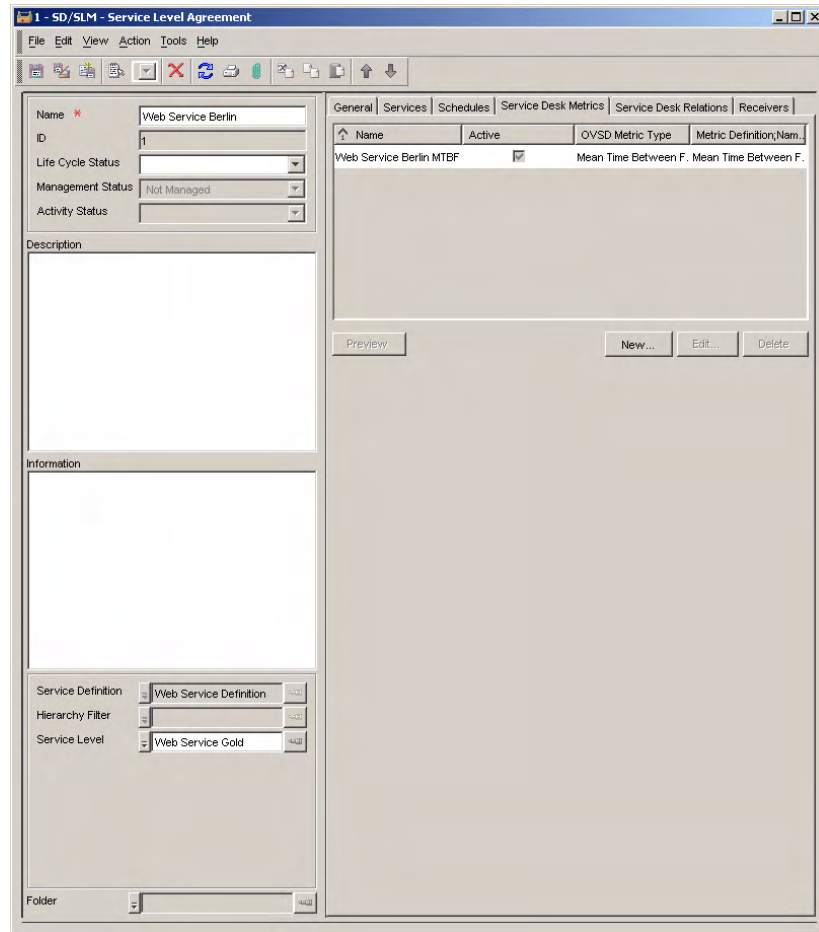 1 - SD/SLM - Service Level Agreement
File Edit View Action Tools Help
Name * Web Service Berlin
ID 1
Life Cycle Status
Management Status Not Managed
Activity Status
Description
Information
Service Definition Web Service Definition
Hierarchy Filter
Service Level Web Service Gold
Folder
General Services Schedules Service Desk Metrics Service Desk Relations Receivers
1 Name Active OVSD Metric Type Metric Definition;Nam..
Web Service Berlin MTBF Mean Time Between F. Mean Time Between F.
Preview New... Edit... Delete